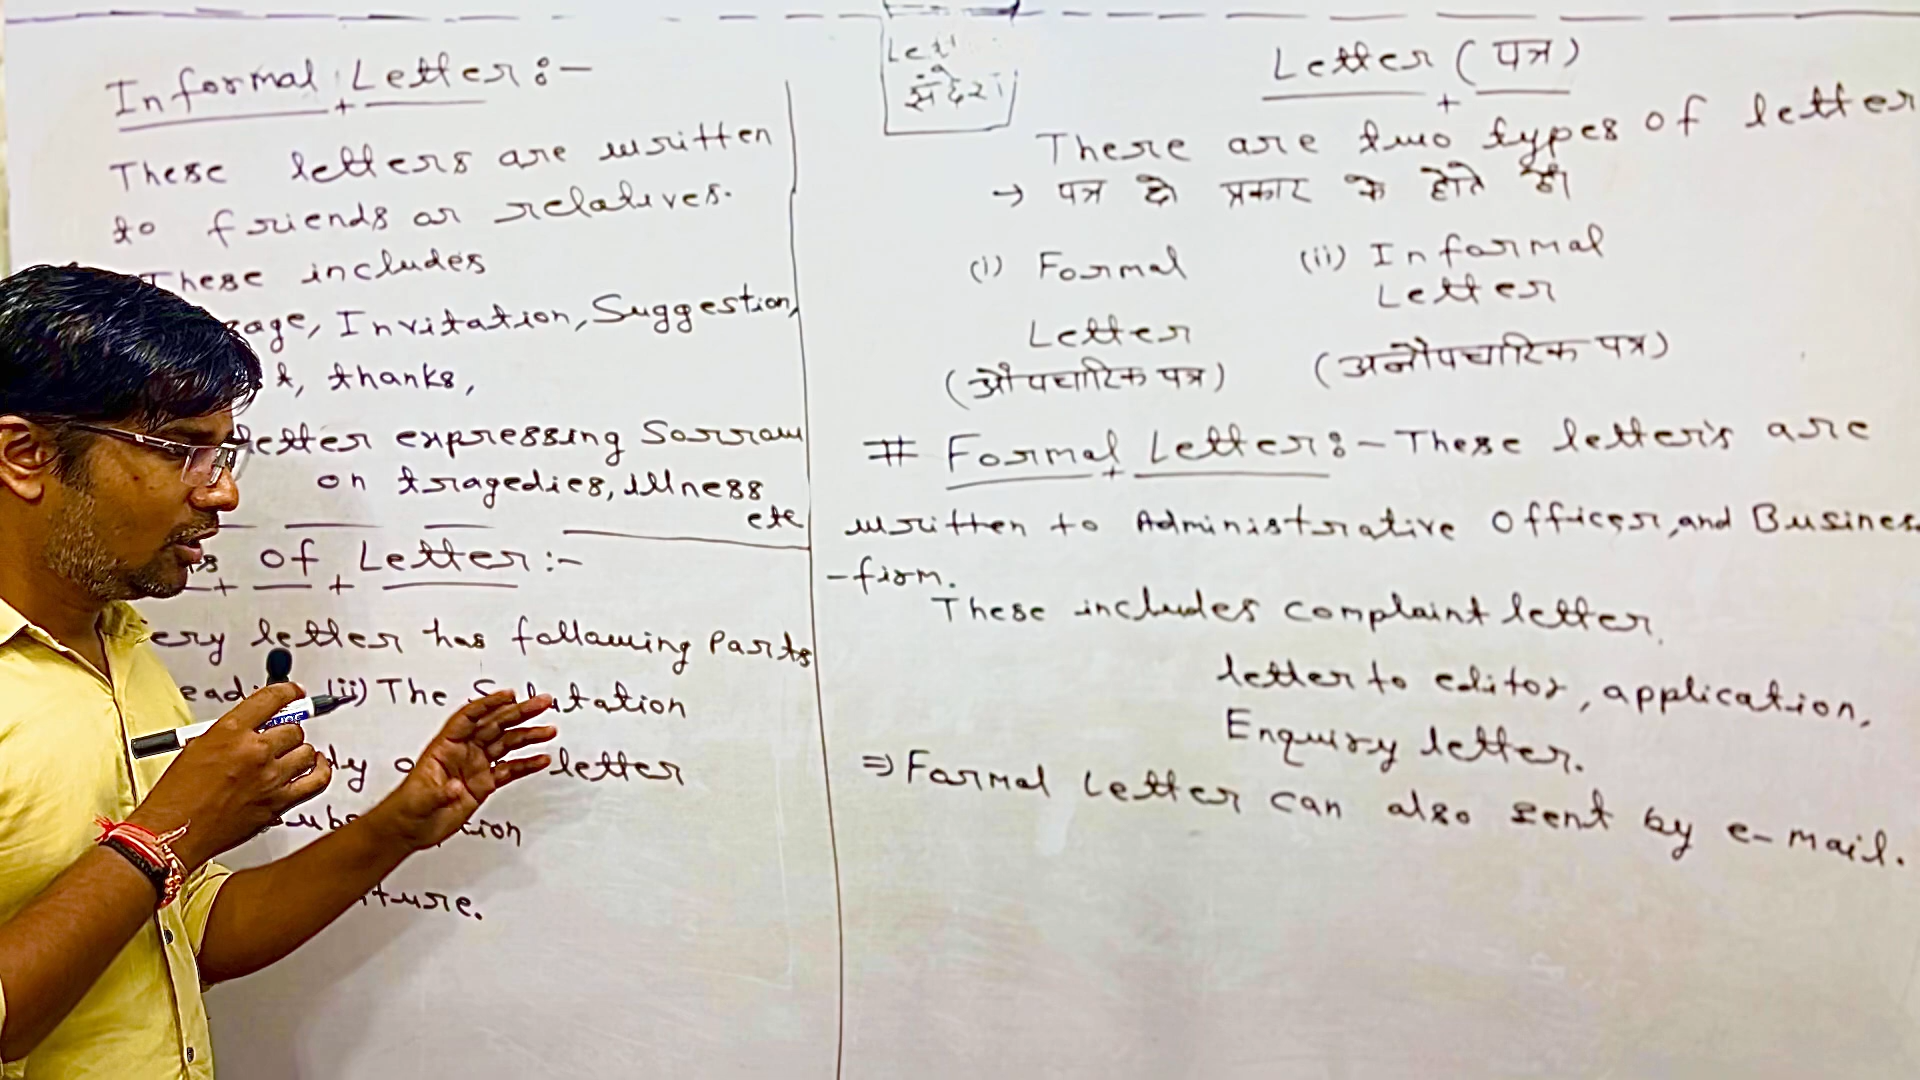 Letter (पत्र)
There are two types of letter
→ पत्र दो प्रकार के होते है।
(i) Formal
Letter
(औपचारिक पत्र)
(ii) Informal
Letter
(अनौपचारिक पत्र)
# Formal Letter:- These letter's are
written to Administrative Officer, and Business
-firm.
These includes complaint letter,
letter to editor, application,
Enquiry letter.
⇒ Formal Letter can also sent by e-mail.
संदेश
Informal Letter:-
These letters are written
to friends or relatives.
These includes
Invitation, Suggestion,
thanks,
letter expressing Sorrow
on tragedies, illness
etc
of Letter:-
letter has following Parts
(ii) The Salutation
letter